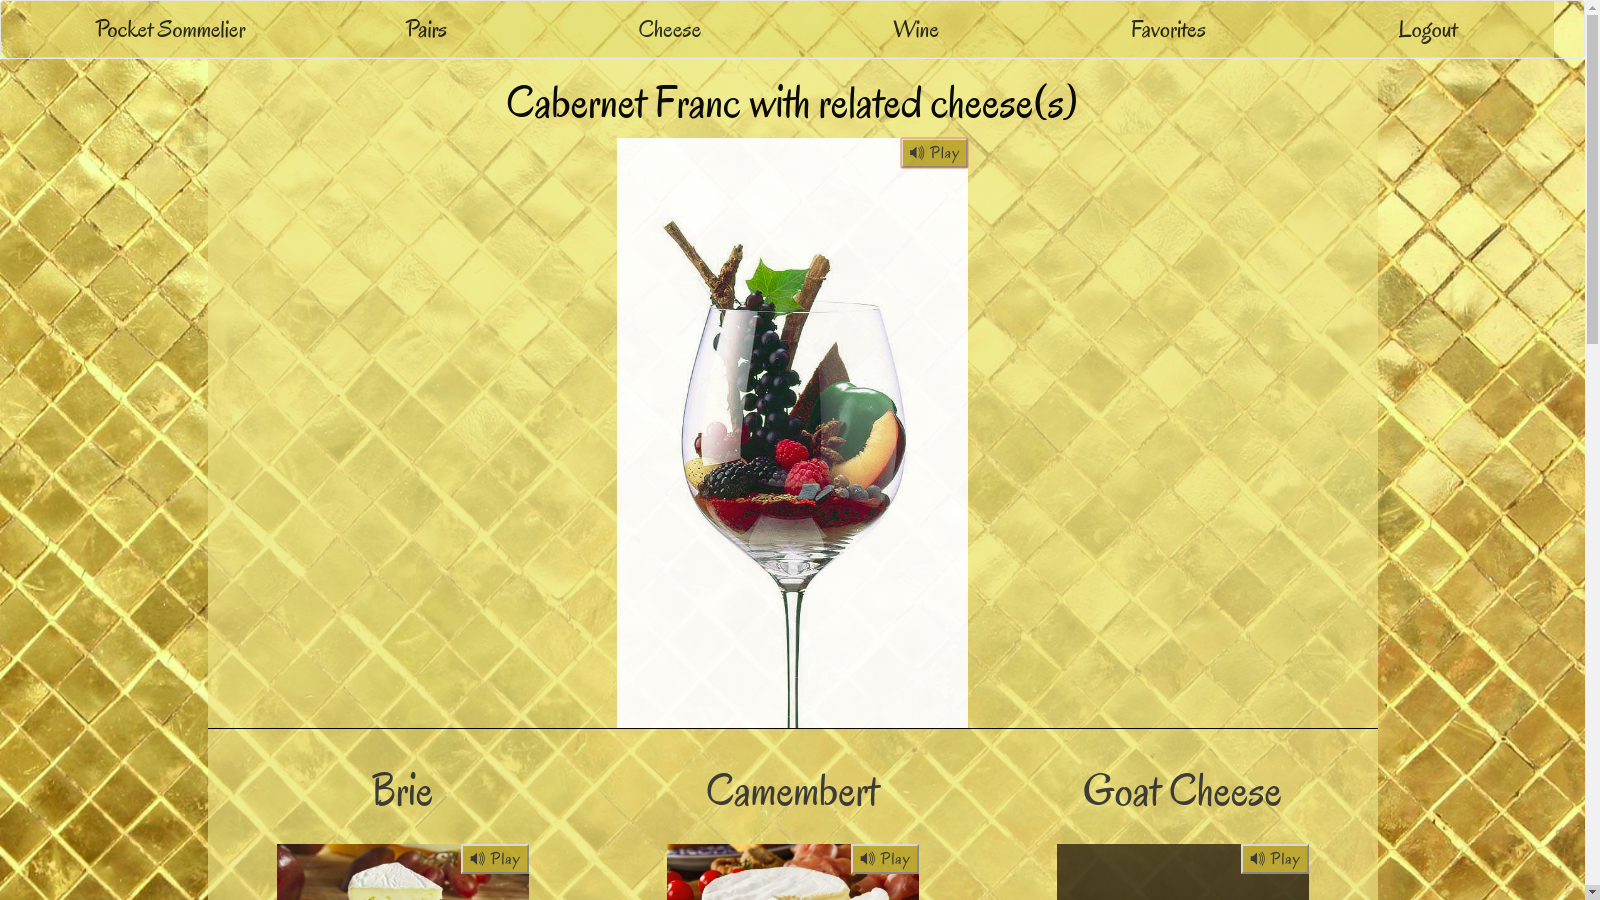 Pocket Sommelier Pairs Cheese Wine Favorites Logout
Cabernet Franc with related cheese(s)
Play
Brie Camembert Goat Cheese
Play Play Play